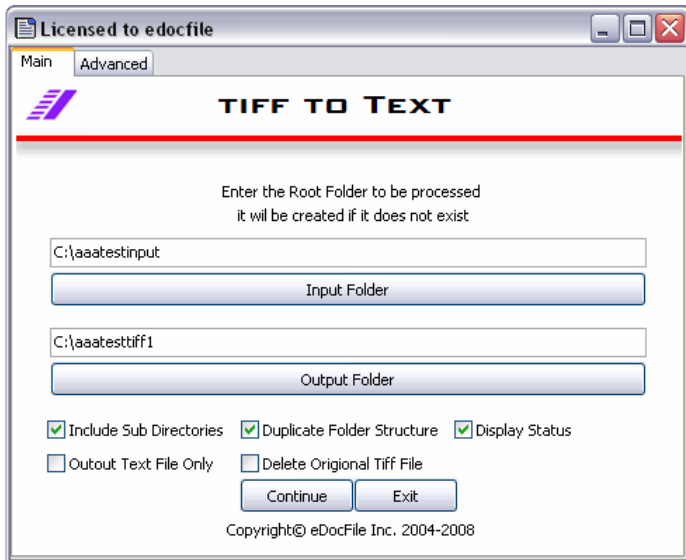 Licensed to edocfile
Main Advanced
TIFF TO TEXT
Enter the Root Folder to be processed
it wil be created if it does not exist
C:\aaatestinput
Input Folder
C:\aaatesttiff1
Output Folder
Include Sub Directories Duplicate Folder Structure Display Status
Outout Text File Only Delete Origional Tiff File
Continue Exit
Copyright© eDocFile Inc. 2004-2008